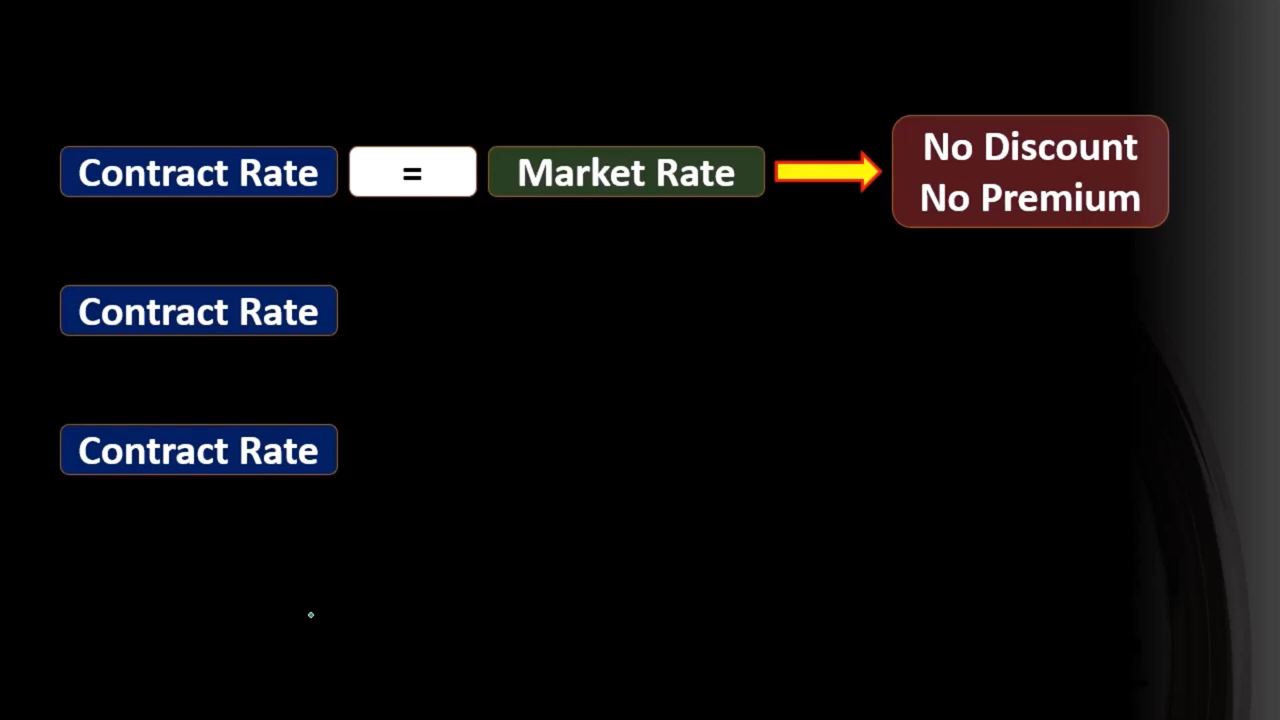 Contract Rate = Market Rate
No Discount
No Premium
Contract Rate
Contract Rate